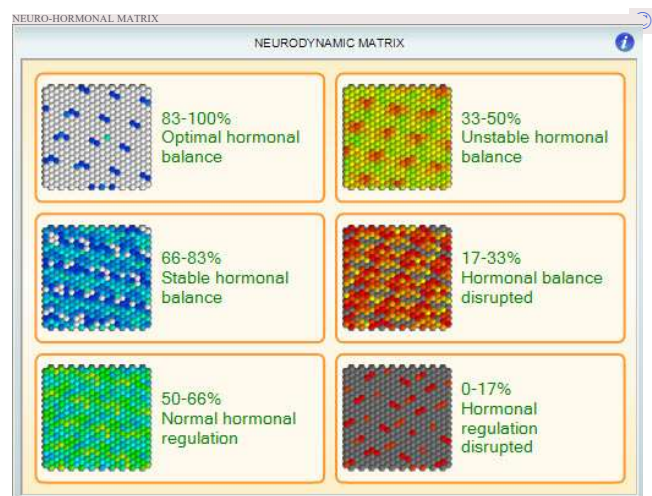 NEURO-HORMONAL MATRIX
NEURODYNAMIC MATRIX
i
83-100%
Optimal hormonal
balance
33-50%
Unstable hormonal
balance
66-83%
Stable hormonal
balance
17-33%
Hormonal balance
disrupted
50-66%
Normal hormonal
regulation
0-17%
Hormonal
regulation
disrupted